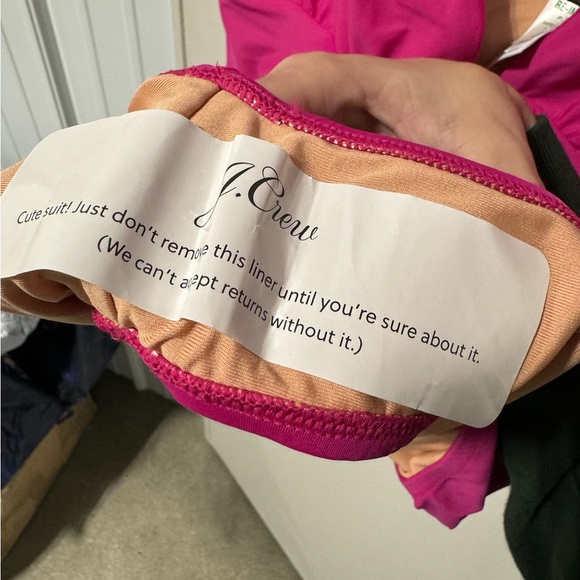 J.Crew
Cute suit! Just don't remove this liner until you're sure about it.
(We can't accept returns without it.)